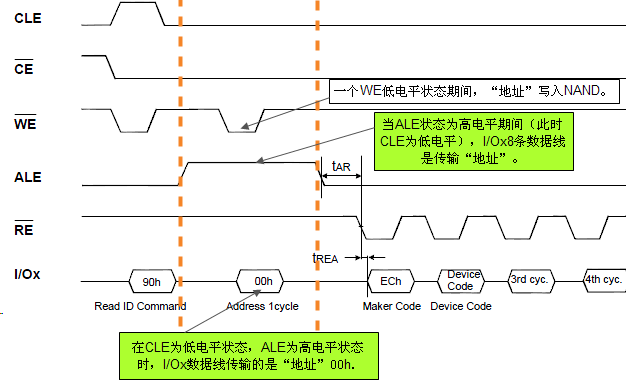 CLE
CE
一个WE低电平状态期间，“地址”写入NAND。
WE
当ALE状态为高电平期间（此时
CLE为低电平），I/Ox8条数据线
是传输“地址”。
ALE
tAR
RE
tREA
I/Ox
90h
00h
ECh
Device
Code
3rd cyc.
4th cyc.
Read ID Command
Address 1cycle
Maker Code
Device Code
在CLE为低电平状态，ALE为高电平状态
时，I/Ox数据线传输的是“地址”00h.